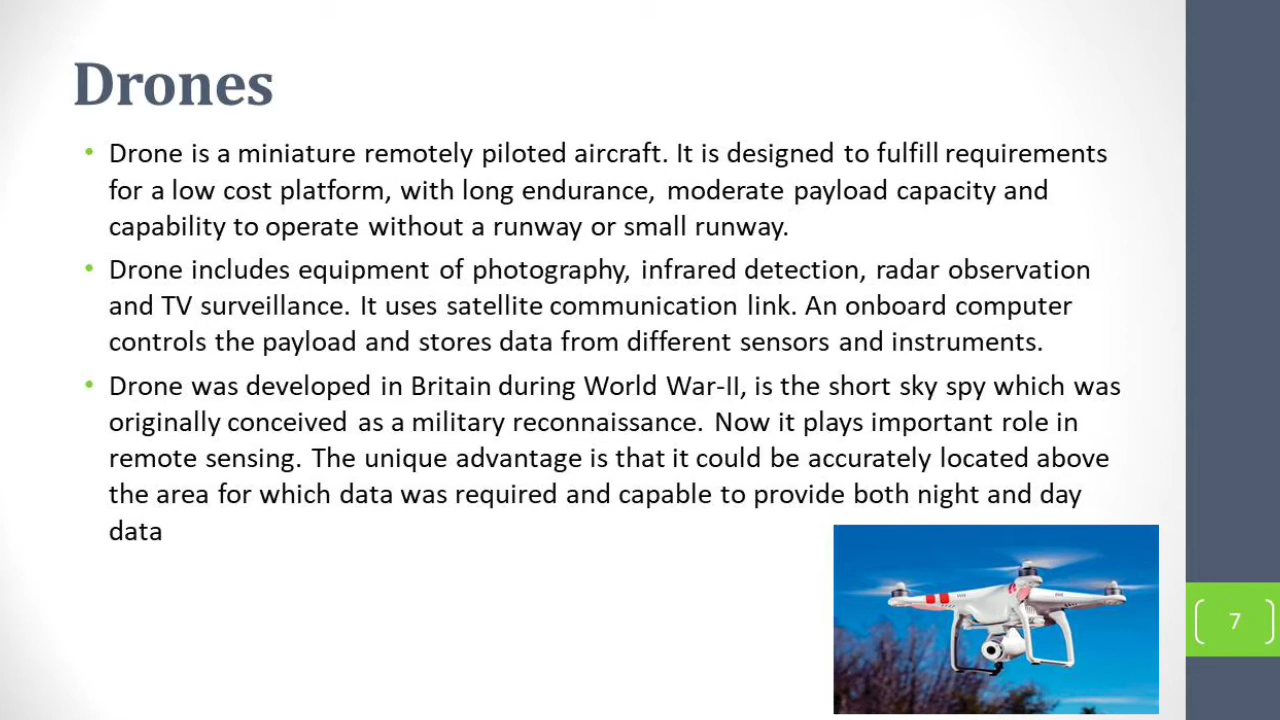 Drones
• Drone is a miniature remotely piloted aircraft. It is designed to fulfill requirements
for a low cost platform, with long endurance, moderate payload capacity and
capability to operate without a runway or small runway.
• Drone includes equipment of photography, infrared detection, radar observation
and TV surveillance. It uses satellite communication link. An onboard computer
controls the payload and stores data from different sensors and instruments.
• Drone was developed in Britain during World War-II, is the short sky spy which was
originally conceived as a military reconnaissance. Now it plays important role in
remote sensing. The unique advantage is that it could be accurately located above
the area for which data was required and capable to provide both night and day
data
7